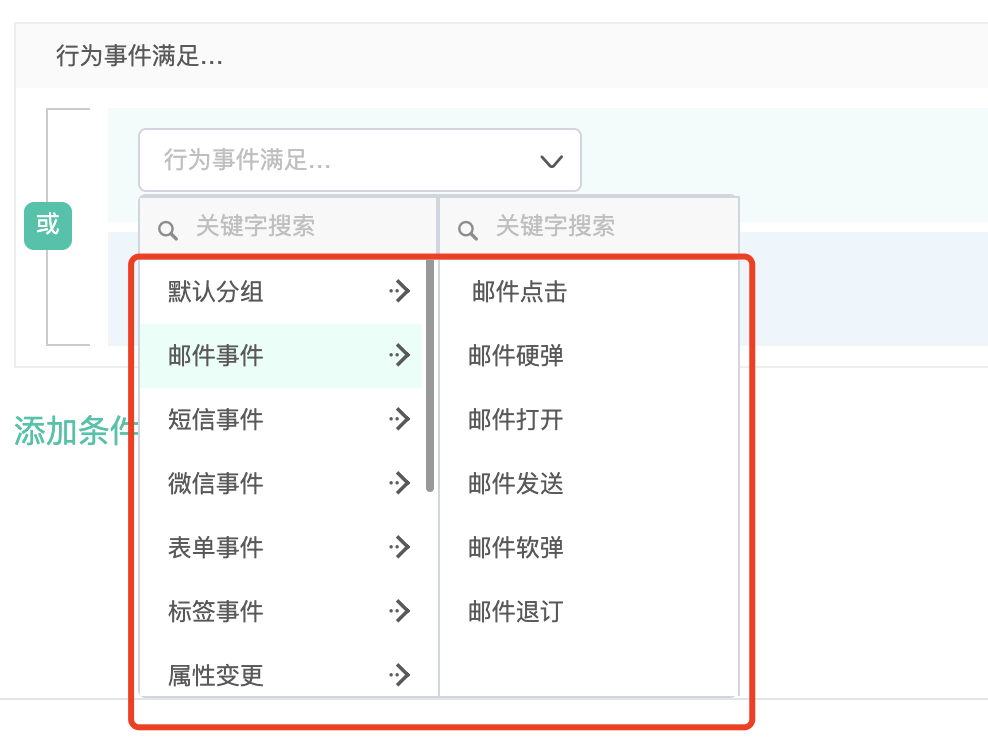 行为事件满足...
行为事件满足...
或
关键字搜索
关键字搜索
默认分组
邮件点击
邮件事件
邮件硬弹
短信事件
邮件打开
添加条件
微信事件
邮件发送
表单事件
邮件软弹
标签事件
邮件退订
属性变更